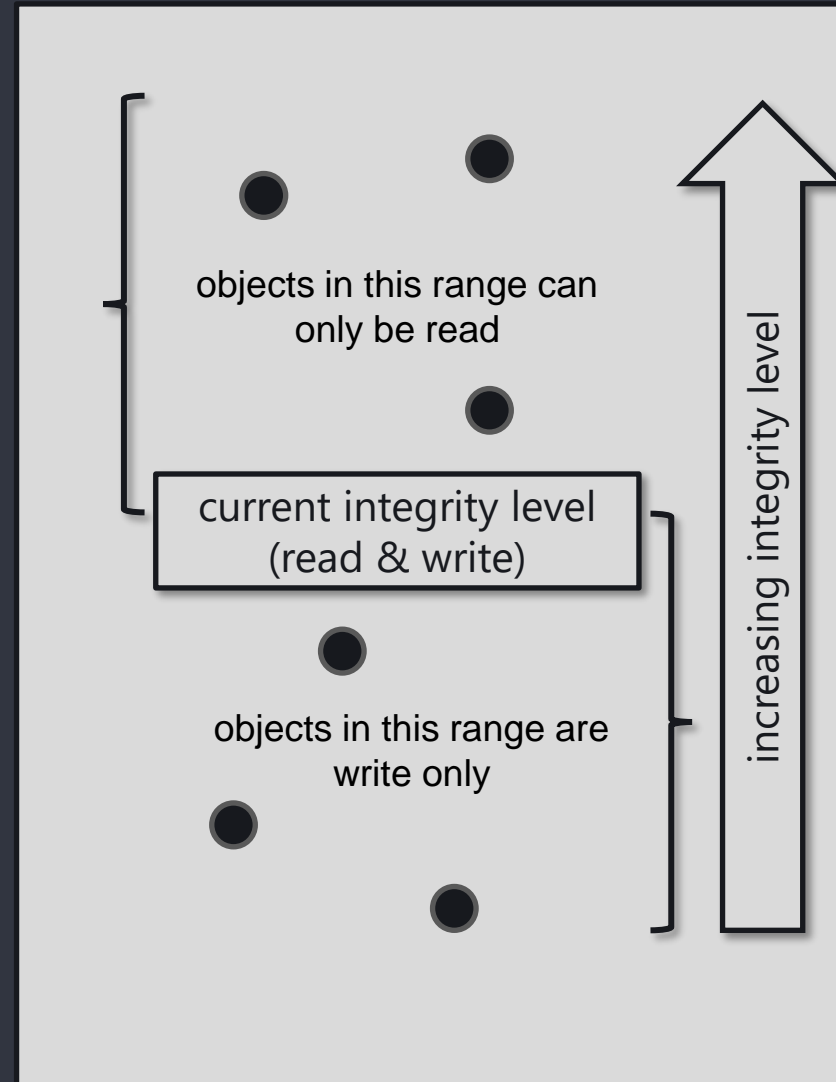 objects in this range can
only be read
current integrity level
(read & write)
objects in this range are
write only
increasing integrity level